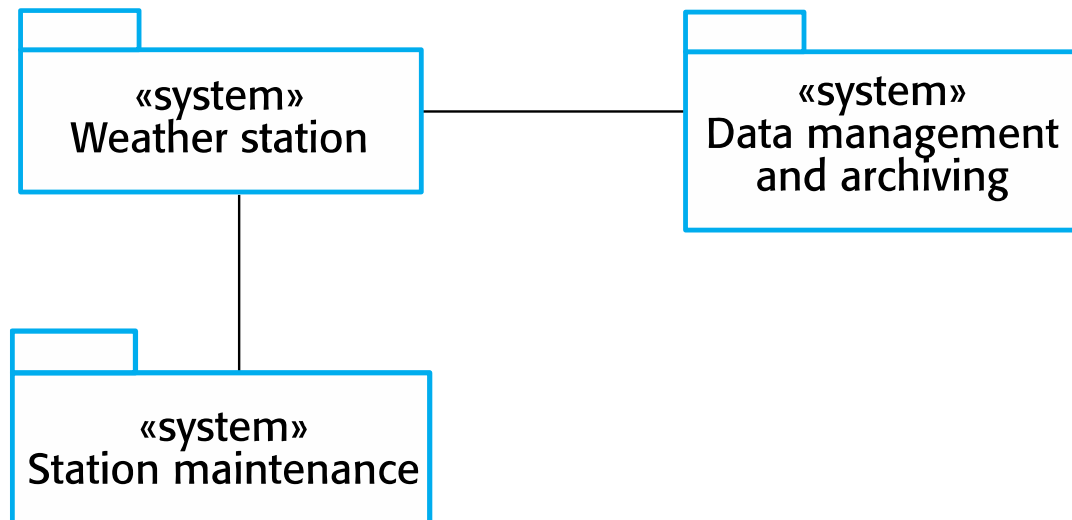 «system»
Weather station
«system»
Data management
and archiving
«system»
Station maintenance